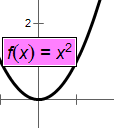 2
f(x) = x²